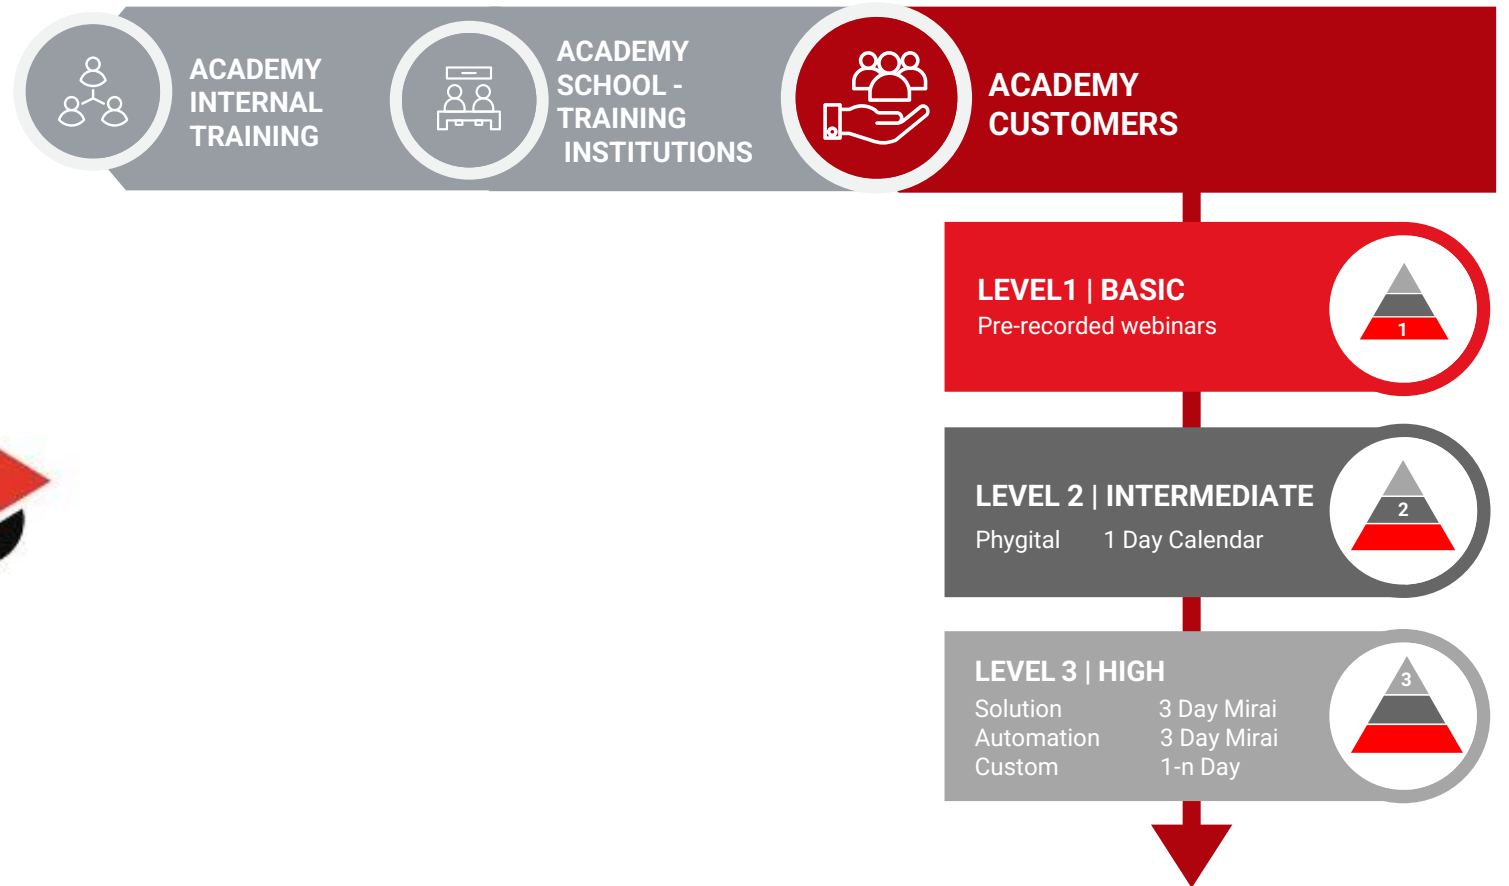 ACADEMY
INTERNAL
TRAINING
ACADEMY
SCHOOL -
TRAINING
INSTITUTIONS
ACADEMY
CUSTOMERS
LEVEL1 | BASIC
Pre-recorded webinars
1
LEVEL 2 | INTERMEDIATE
Phygital 1 Day Calendar
2
LEVEL 3 | HIGH
Solution 3 Day Mirai
Automation 3 Day Mirai
Custom 1-n Day
3